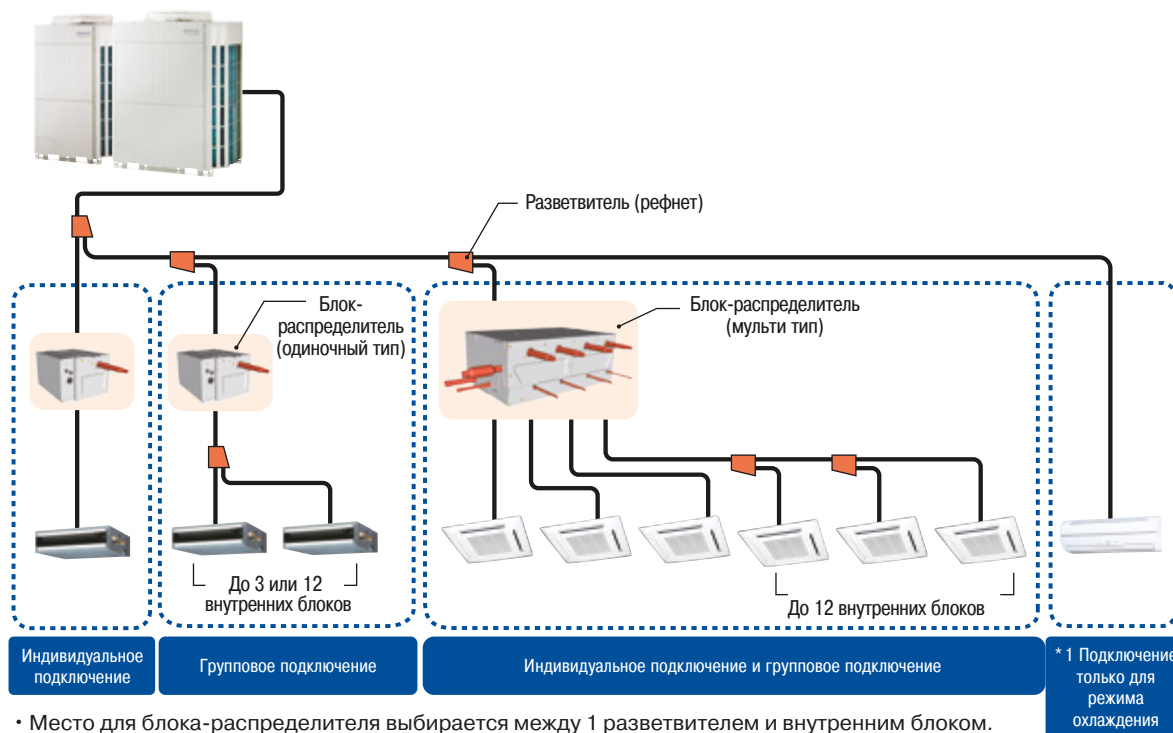 Разветвитель (рефнет)
Блок-
распределитель
(одиночный тип)
Блок-распределитель
(мульти тип)
До 3 или 12
внутренних блоков
До 12 внутренних блоков
Индивидуальное
подключение
Групповое подключение
Индивидуальное подключение и групповое подключение
* 1 Подключение
только для
режима
охлаждения
• Место для блока-распределителя выбирается между 1 разветвителем и внутренним блоком.